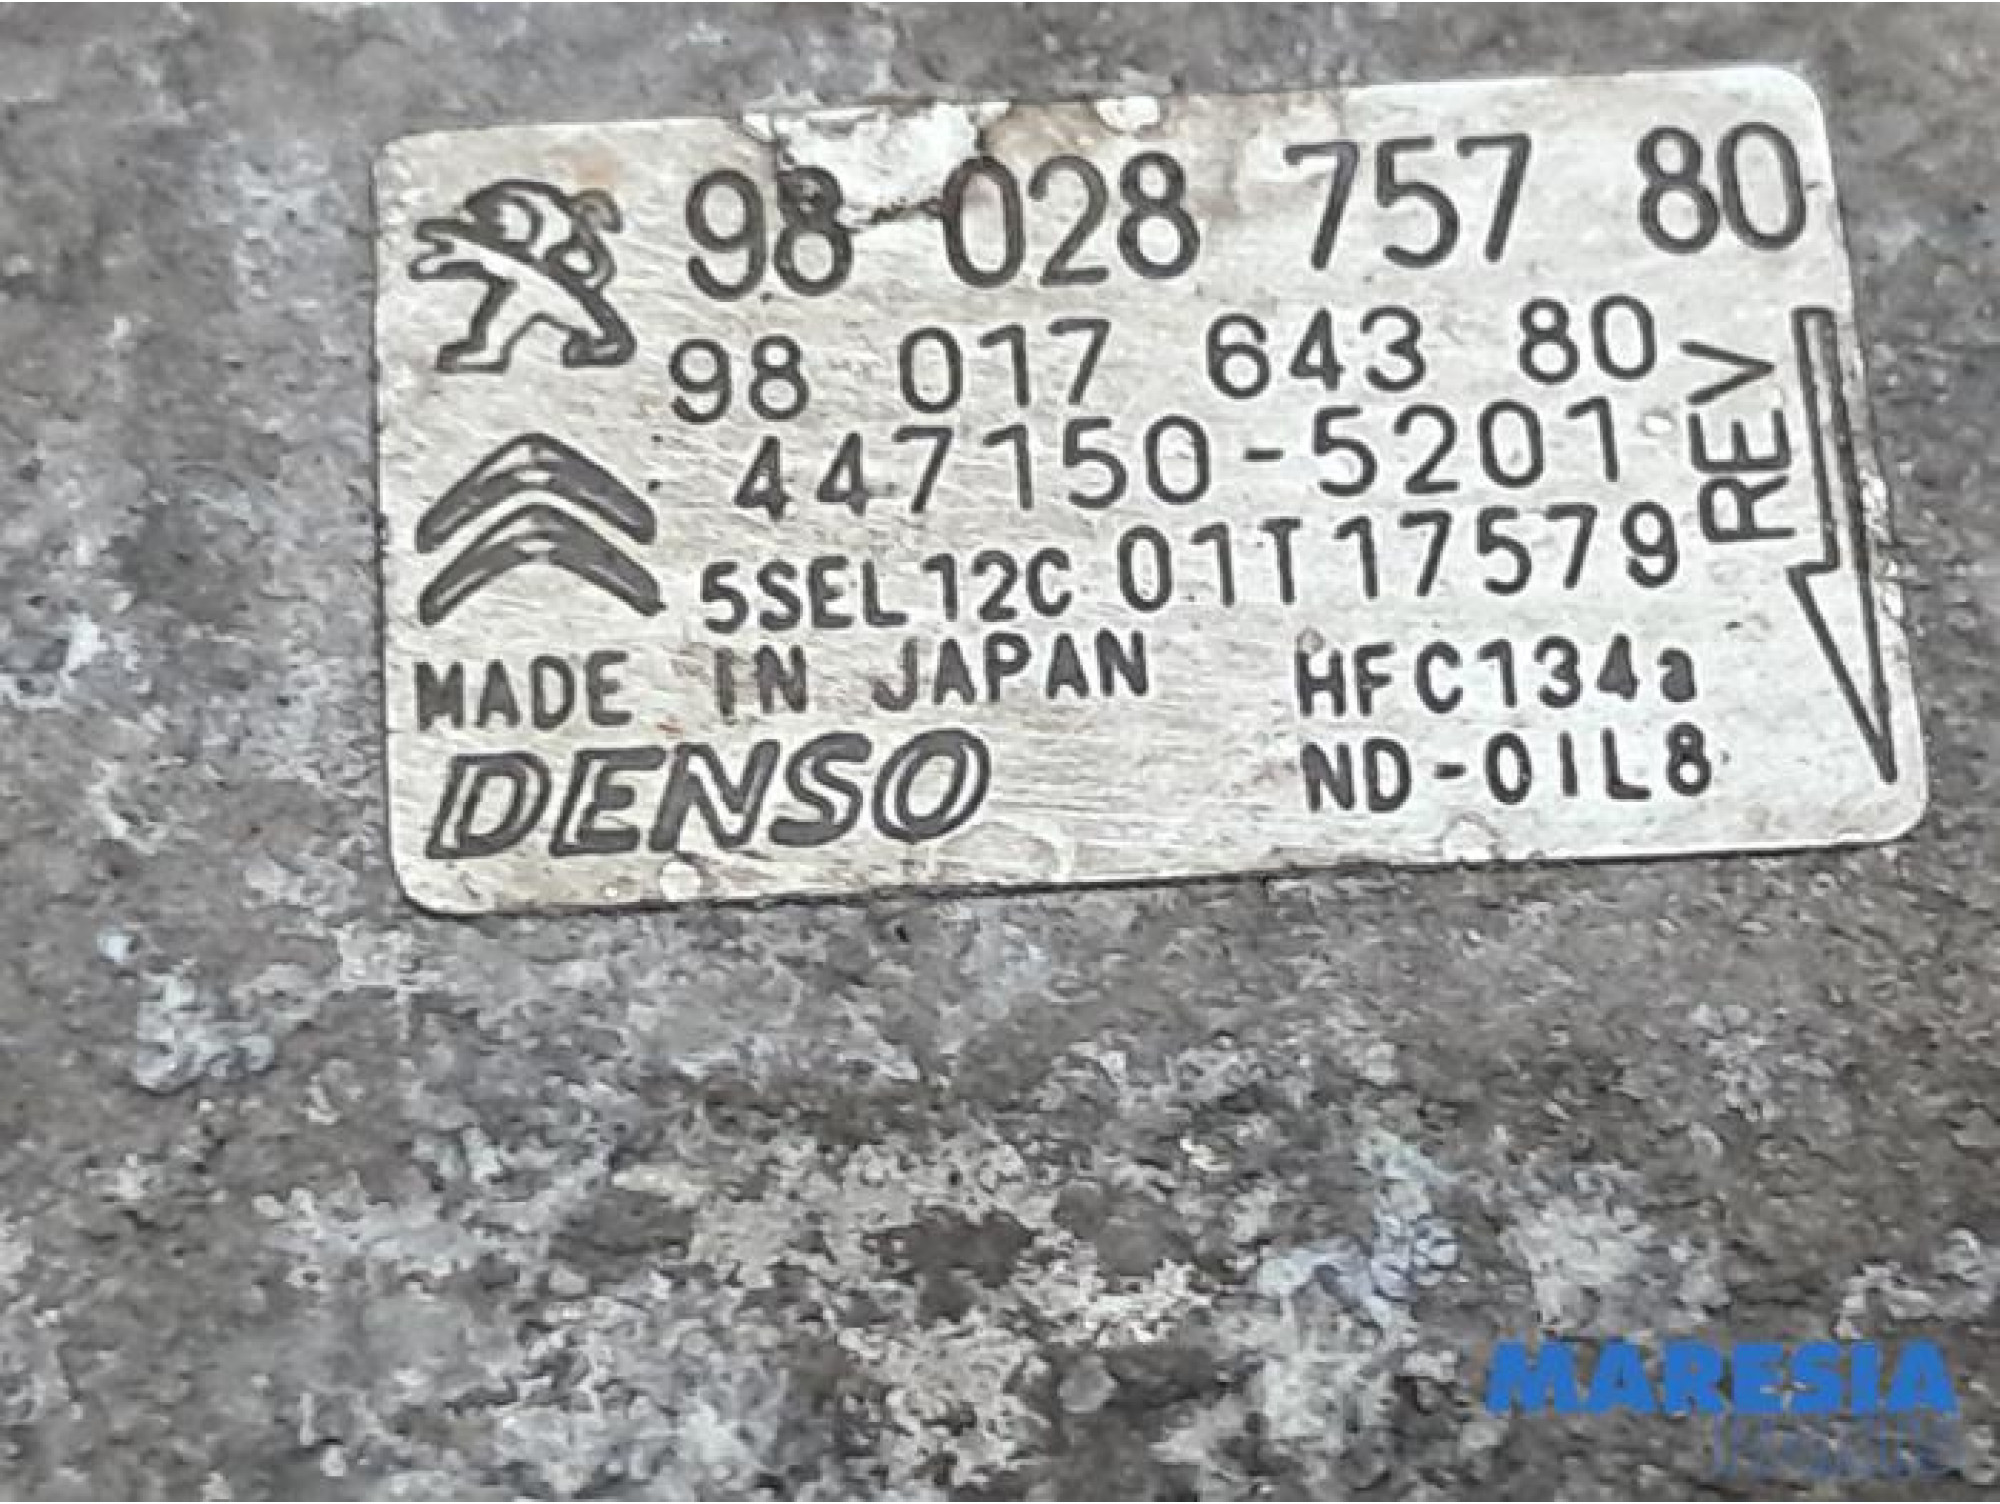 98 028 757 80
98 017 643 80
447150-5201
5SEL12C 01T17579
REV
MADE IN JAPAN HFC134a
DENSO ND-OIL8
MARESIA